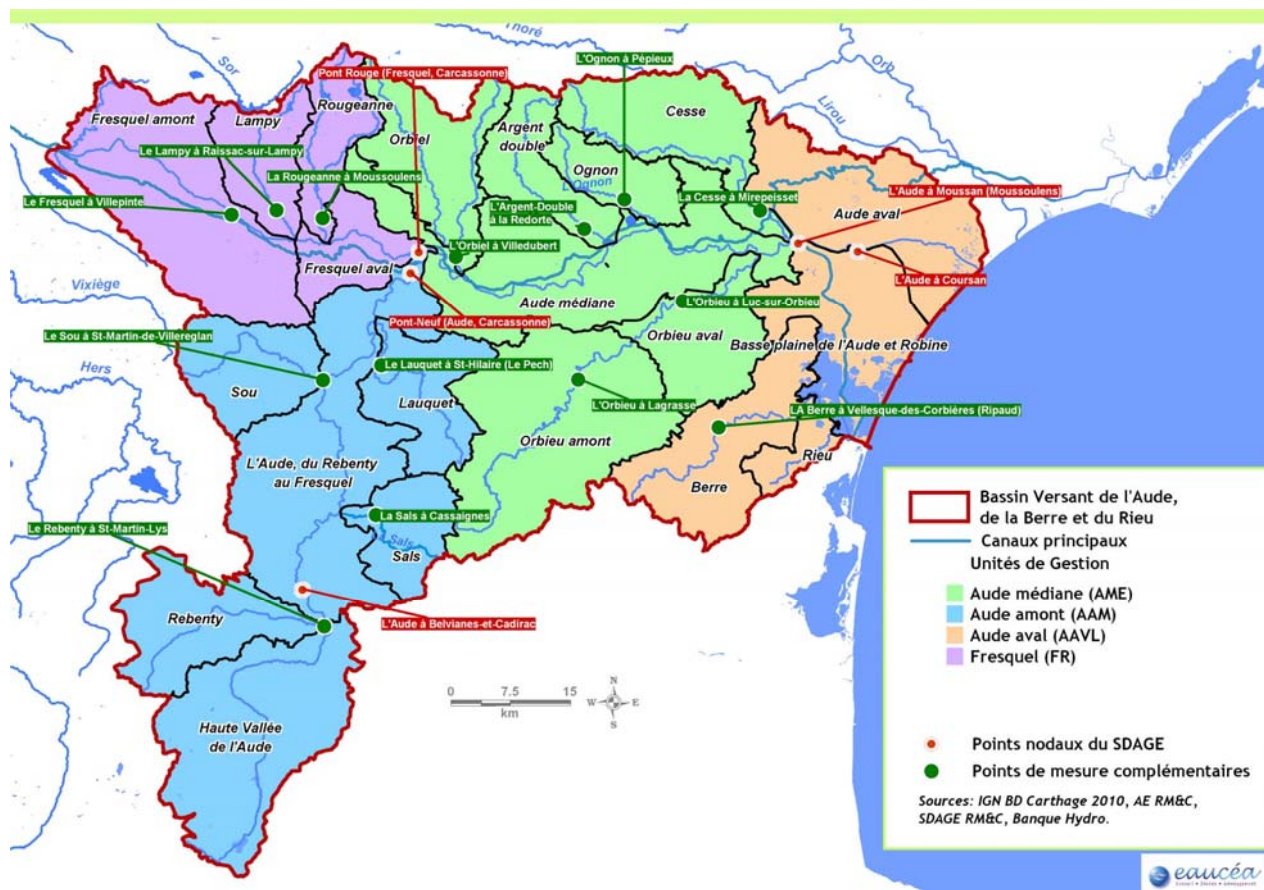 Thoré
L'Ognon à Pépieux
Sor
Orb
Pont Rouge (Fresquel, Carcassonne)
Rougeanne
Lirou
Cesse
Fresquel amont
Lampy
Orbiel
Argent
double
Le Lampy à Raissac-sur-Lampy
Ognon
La Rougeanne à Moussoulens
L'Ognon
L'Aude à Moussan (Moussoulens)
La Cesse à Mirepeisset
Le Fresquel à Villepinte
L'Argent-Double
à la Redorte
Aude aval
L'Orbiel à Villedubert
Fresquel aval
L'Aude à Coursan
Vixiège
Aude médiane
L'Orbieu à Luc-sur-Orbieu
Pont-Neuf (Aude, Carcassonne)
Le Sou à St-Martin-de-Villereglan
Orbieu aval
Basse plaine de l'Aude et Robine
Hers
Le Lauquet à St-Hilaire (Le Pech)
Sou
Lauquet
L'Orbieu à Lagrasse
LA Berre à Vellesque-des-Corbières (Ripaud)
Orbieu amont
Rieu
L'Aude, du Rebenty
au Fresquel
Berre
La Sals à Cassaignes
Le Rebenty à St-Martin-Lys
Sals
Sals
Rebenty
L'Aude à Belvianes-et-Cadirac
Haute Vallée
de l'Aude
0 7.5 15
km
N
W E
S
Bassin Versant de l'Aude,
de la Berre et du Rieu
Canaux principaux
Unités de Gestion
Aude médiane (AME)
Aude amont (AAM)
Aude aval (AAVL)
Fresquel (FR)
Points nodaux du SDAGE
Points de mesure complémentaires
Sources: IGN BD Carthage 2010, AE RM&C,
SDAGE RM&C, Banque Hydro.
eaucéa